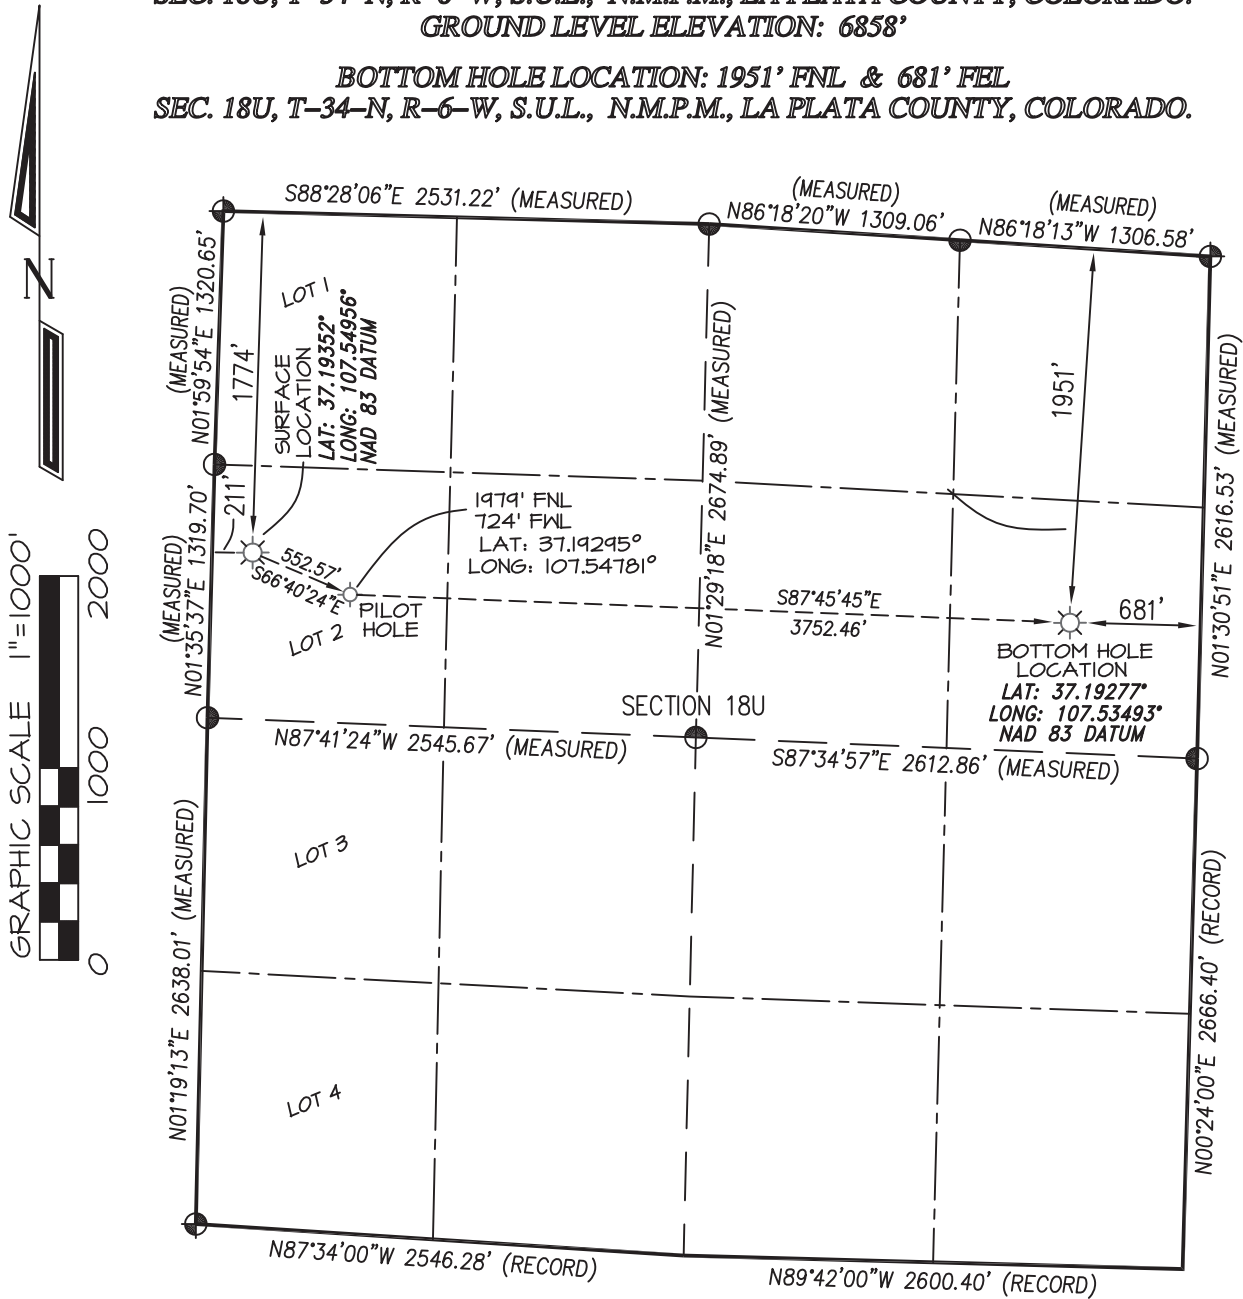 SEC. 18U, T-34-N, R-6-W, S.U.L., N.M.P.M., LA PLATA COUNTY, COLORADO.
GROUND LEVEL ELEVATION: 6858'
BOTTOM HOLE LOCATION: 1951' FNL & 681' FEL
SEC. 18U, T-34-N, R-6-W, S.U.L., N.M.P.M., LA PLATA COUNTY, COLORADO.
N
GRAPHIC SCALE 1"=1000'
0
1000
2000
S88°28'06"E 2531.22' (MEASURED)
(MEASURED)
N86°18'20"W 1309.06'
(MEASURED)
N86°18'13"W 1306.58'
(MEASURED)
N01°59'54"E 1320.65'
1774'
LOT 1
SURFACE
LOCATION
LAT: 37.19352°
LONG: 107.54956°
NAD 83 DATUM
211'
(MEASURED)
N01°35'37"E 1319.70'
552.57'
S66°40'24"E
1979' FNL
724' FWL
LAT: 37.19295°
LONG: 107.54781°
PILOT
HOLE
LOT 2
N01°29'18"E 2674.89' (MEASURED)
S87°45'45"E
3752.46'
1951'
681'
N01°30'51"E 2616.53' (MEASURED)
BOTTOM HOLE
LOCATION
LAT: 37.19277°
LONG: 107.53493°
NAD 83 DATUM
SECTION 18U
N87°41'24"W 2545.67' (MEASURED)
S87°34'57"E 2612.86' (MEASURED)
LOT 3
N01°19'13"E 2638.01' (MEASURED)
LOT 4
N00°24'00"E 2666.40' (RECORD)
N87°34'00"W 2546.28' (RECORD)
N89°42'00"W 2600.40' (RECORD)